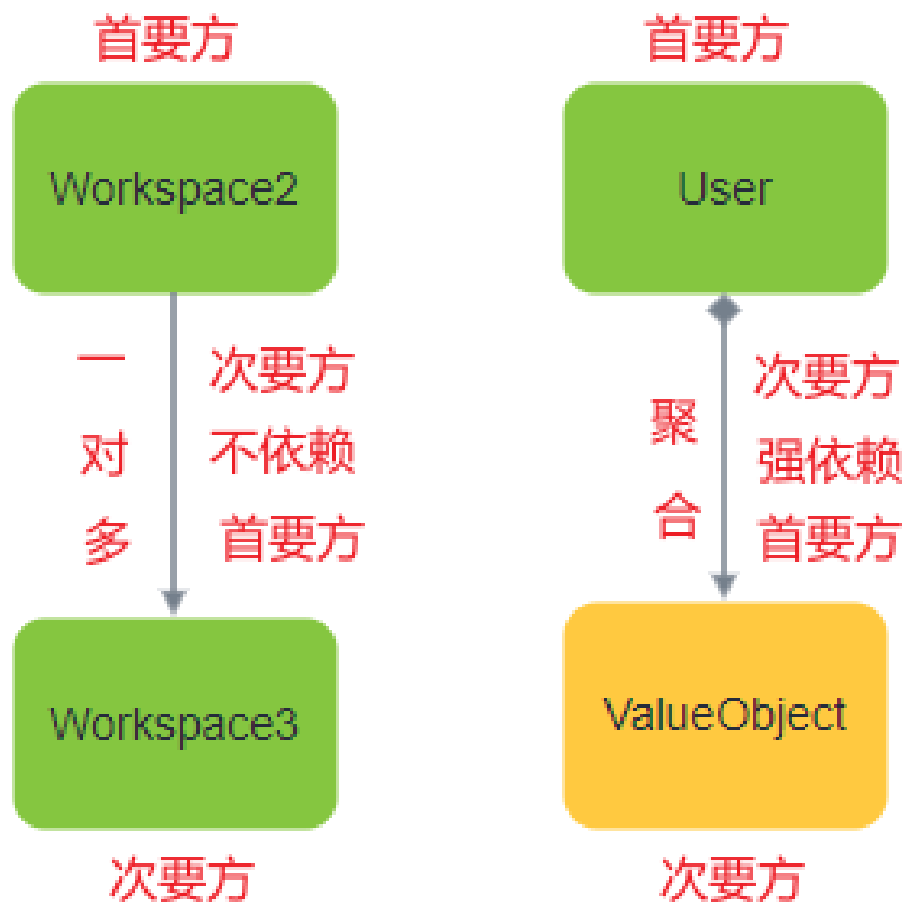 首要方
Workspace2
一对多
次要方
不依赖
首要方
Workspace3
次要方
首要方
User
聚合
次要方
强依赖
首要方
ValueObject
次要方